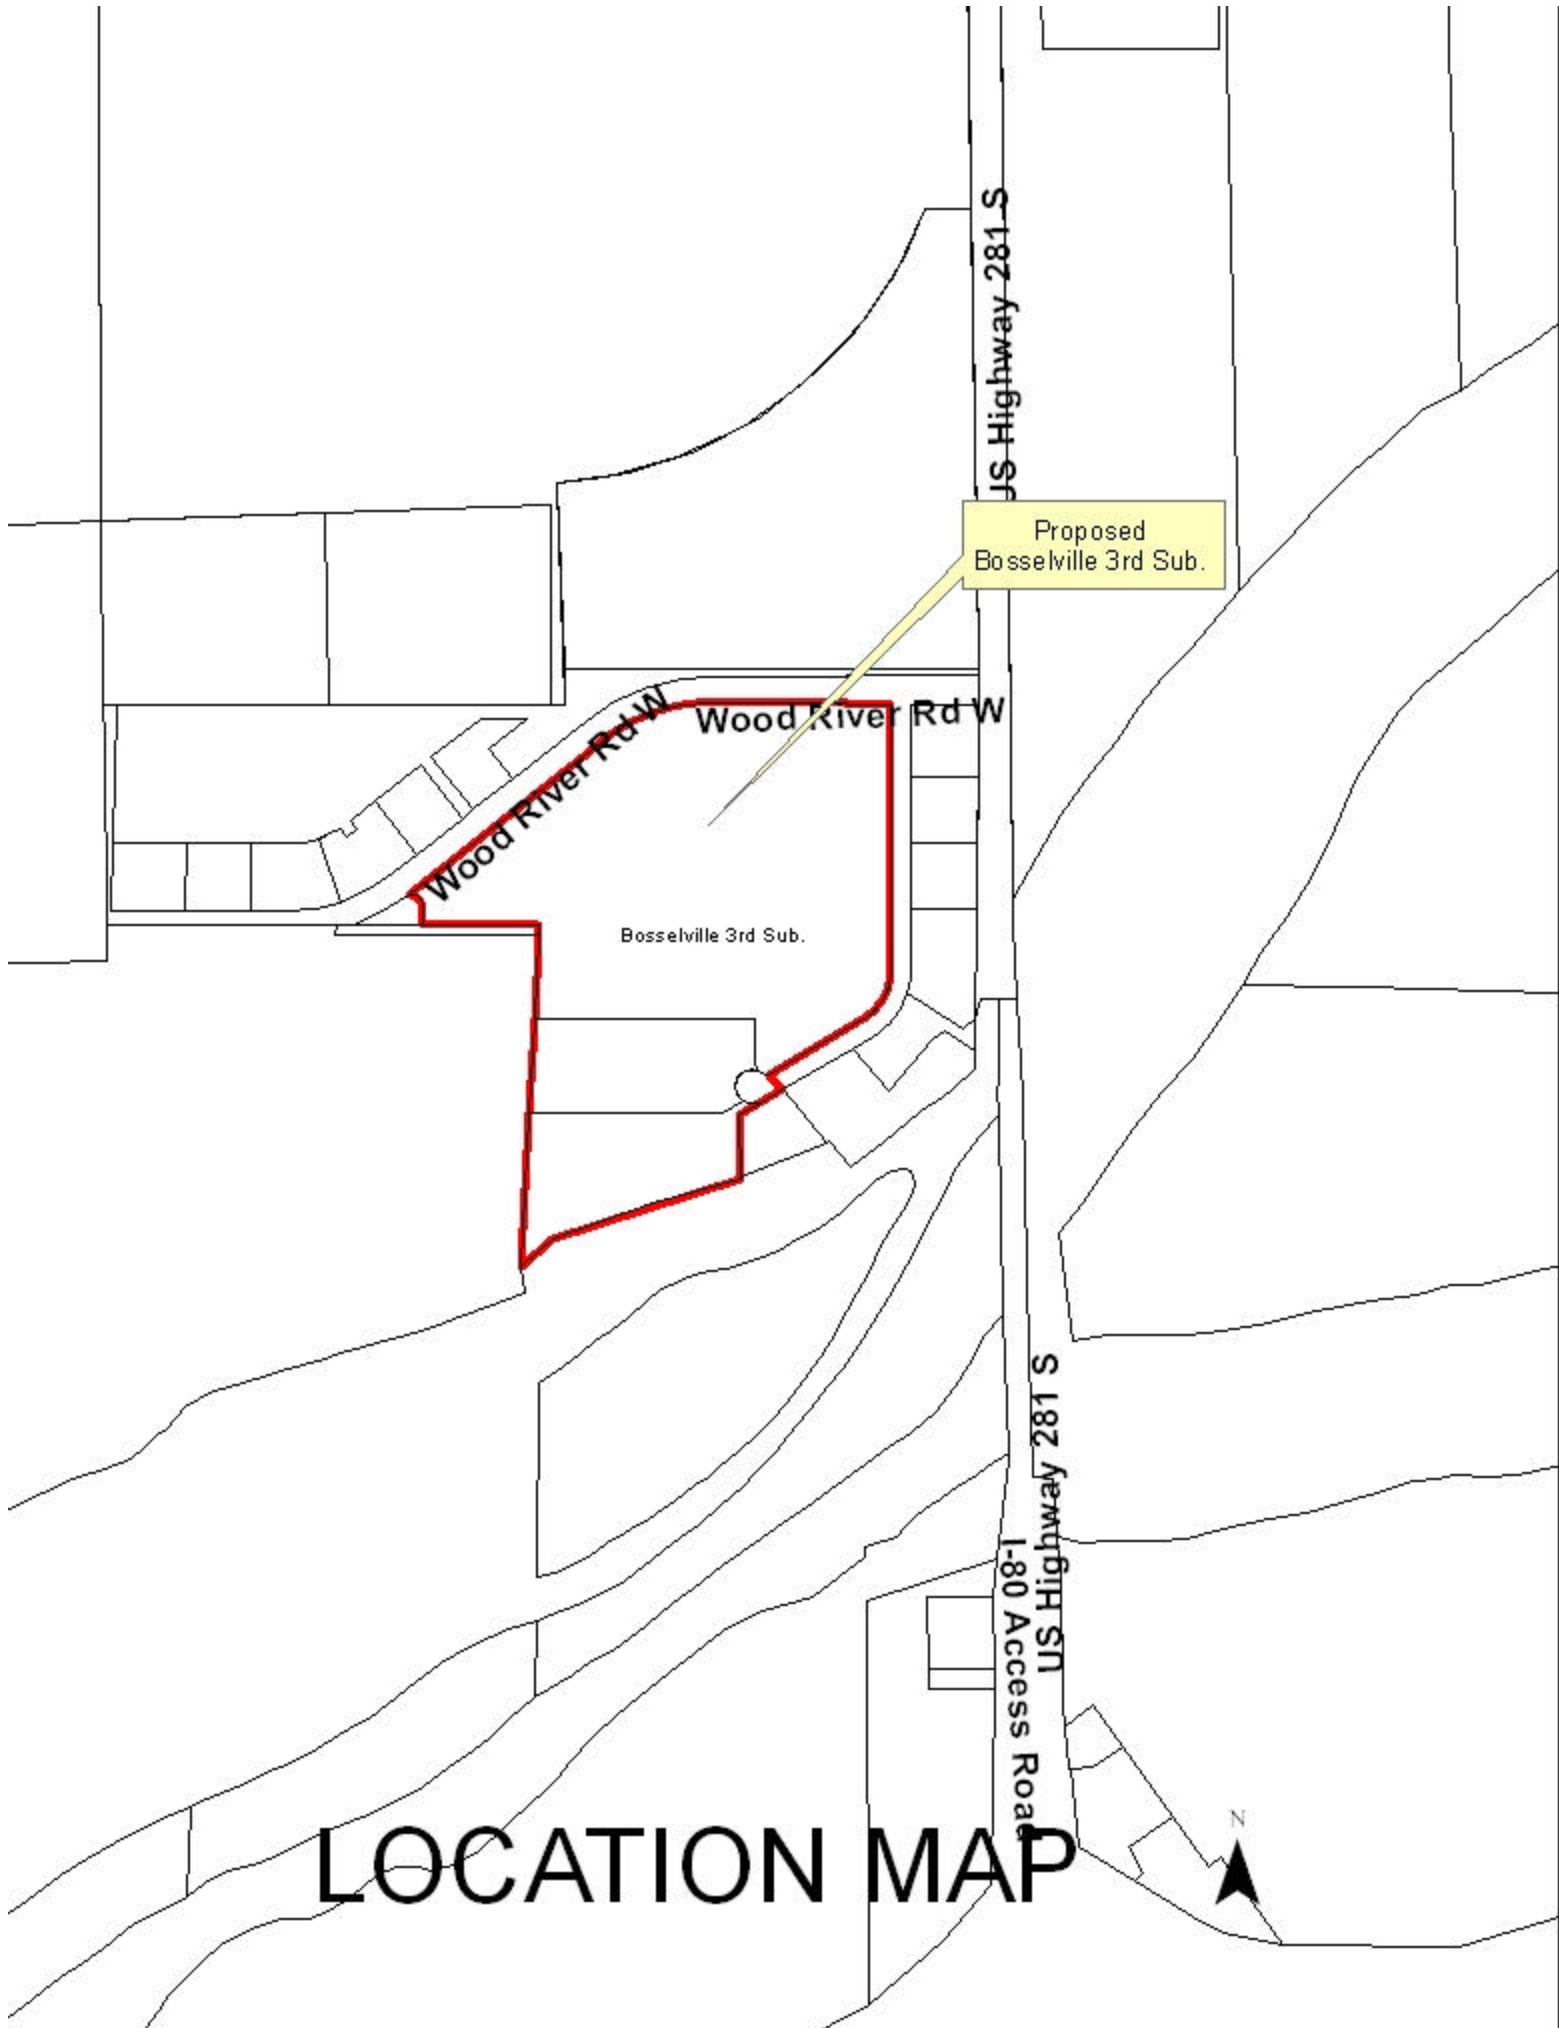 US Highway 281 S
Proposed
Bosselville 3rd Sub.
Wood River Rd W
Wood River Rd W
Bosselville 3rd Sub.
US Highway 281 S
I-80 Access Road
N
LOCATION MAP